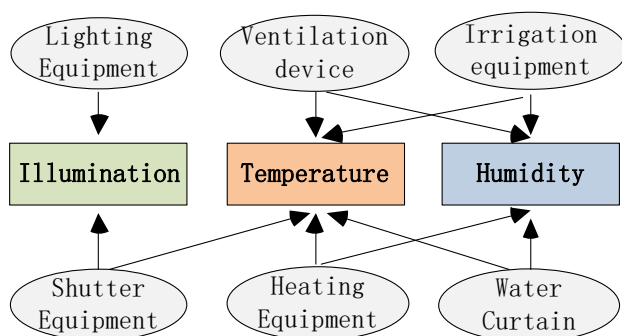 Lighting
Equipment
Ventilation
device
Irrigation
equipment
Illumination
Temperature
Humidity
Shutter
Equipment
Heating
Equipment
Water
Curtain